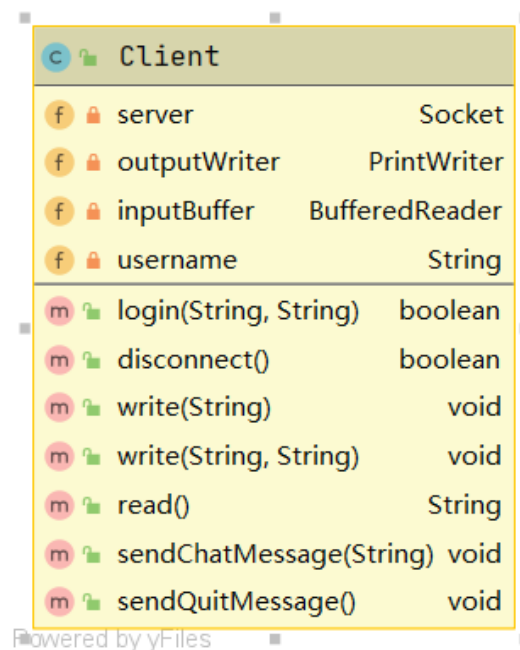 C Client
f server Socket
f outputWriter PrintWriter
f inputBuffer BufferedReader
f username String
m login(String, String) boolean
m disconnect() boolean
m write(String) void
m write(String, String) void
m read() String
m sendChatMessage(String) void
m sendQuitMessage() void
Powered by yFiles